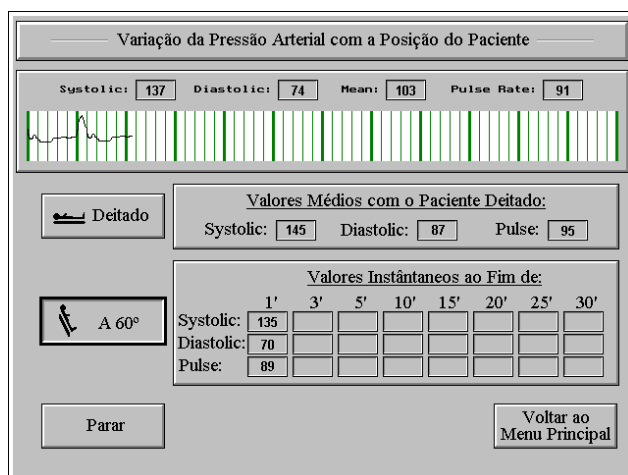 Variação da Pressão Arterial com a Posição do Paciente
Systolic: 137 Diastolic: 74 Mean: 103 Pulse Rate: 91
Deitado
Valores Médios com o Paciente Deitado:
Systolic: 145 Diastolic: 87 Pulse: 95
A 60º
Valores Instântaneos ao Fim de:
1' 3' 5' 10' 15' 20' 25' 30'
Systolic: 135
Diastolic: 70
Pulse: 89
Parar
Voltar ao
Menu Principal